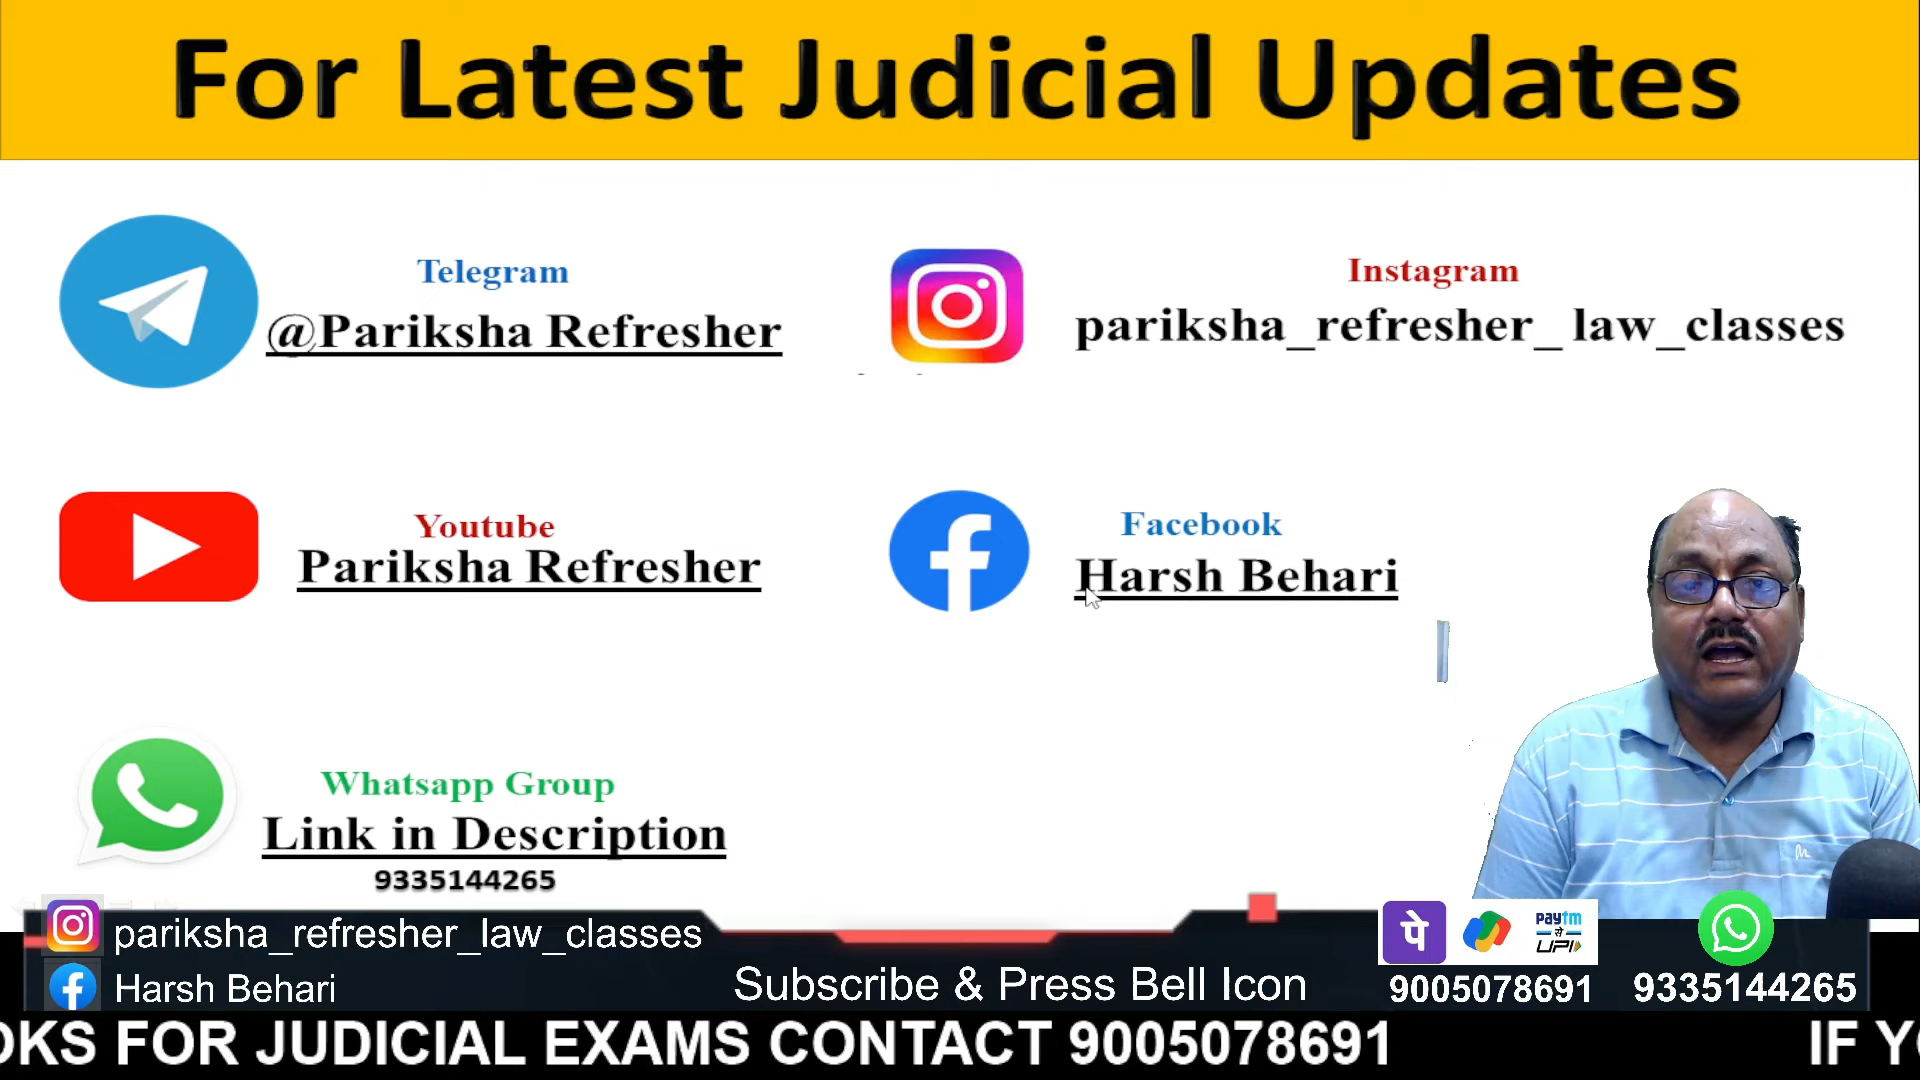 For Latest Judicial Updates
Telegram
@Pariksha Refresher
Instagram
pariksha_refresher_ law_classes
Youtube
Pariksha Refresher
Facebook
Harsh Behari
Whatsapp Group
Link in Description
9335144265
pariksha_refresher_law_classes
Harsh Behari
Subscribe & Press Bell Icon
पे
paytm
से
UPI
9005078691
9335144265
OKS FOR JUDICIAL EXAMS CONTACT 9005078691
IF Y